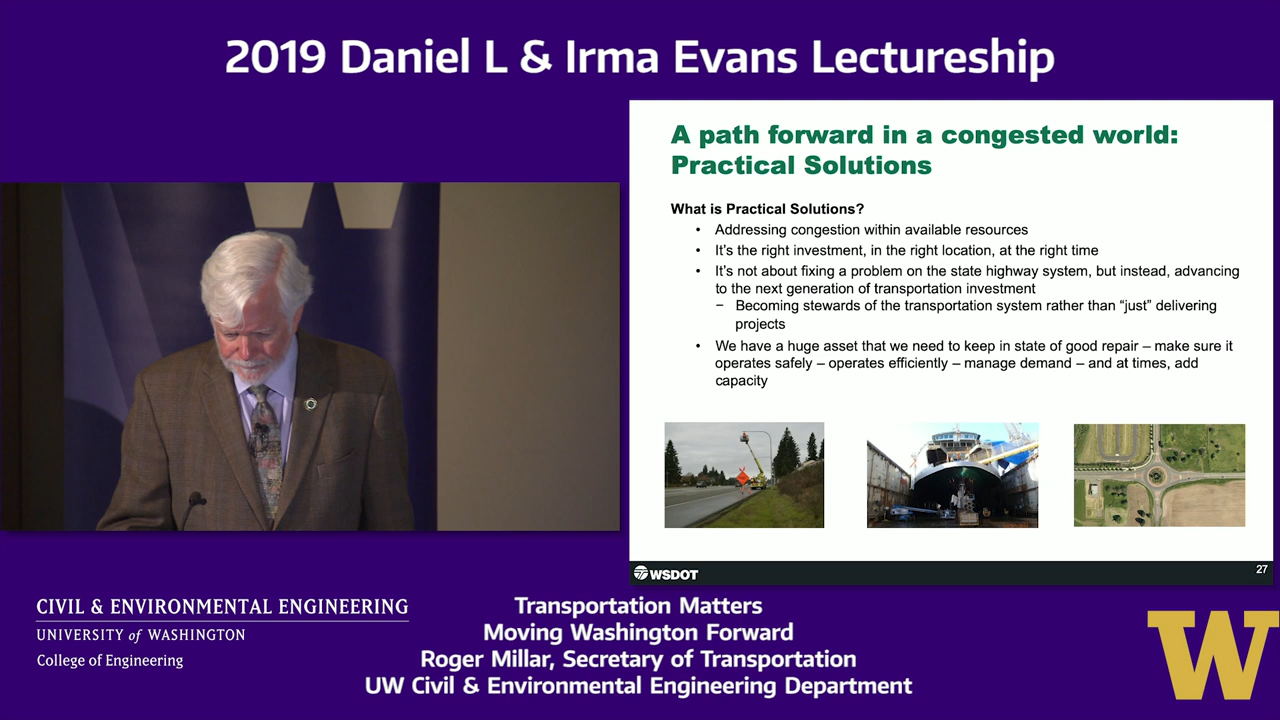 2019 Daniel L & Irma Evans Lectureship
A path forward in a congested world:
Practical Solutions
What is Practical Solutions?
• Addressing congestion within available resources
• It's the right investment, in the right location, at the right time
• It's not about fixing a problem on the state highway system, but instead, advancing
to the next generation of transportation investment
– Becoming stewards of the transportation system rather than “just” delivering
projects
• We have a huge asset that we need to keep in state of good repair – make sure it
operates safely – operates efficiently – manage demand – and at times, add
capacity
WSDOT
27
CIVIL & ENVIRONMENTAL ENGINEERING
UNIVERSITY of WASHINGTON
College of Engineering
Transportation Matters
Moving Washington Forward
Roger Millar, Secretary of Transportation
UW Civil & Environmental Engineering Department
W